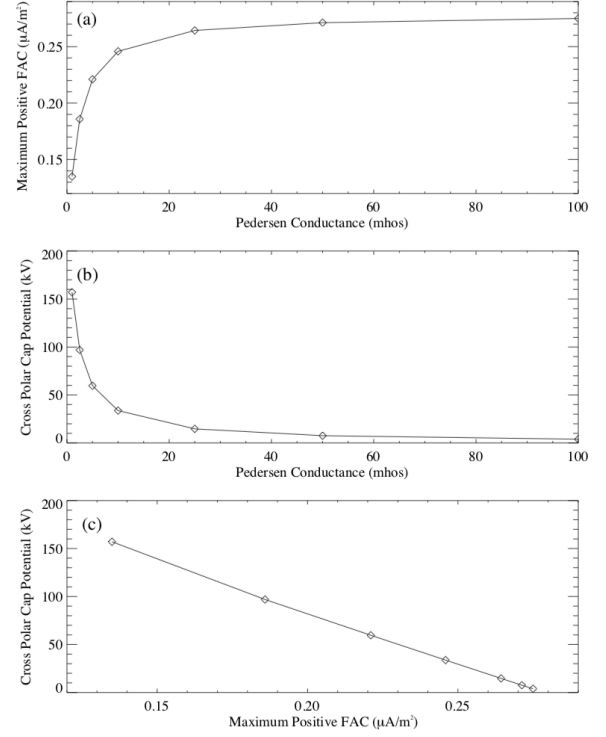 (a)
Maximum Positive FAC (μA/m²)
0.25
0.20
0.15
0 20 40 60 80 100
Pedersen Conductance (mhos)
(b)
Cross Polar Cap Potential (kV)
200
150
100
50
0
0 20 40 60 80 100
Pedersen Conductance (mhos)
(c)
Cross Polar Cap Potential (kV)
200
150
100
50
0
0.15 0.20 0.25
Maximum Positive FAC (μA/m²)